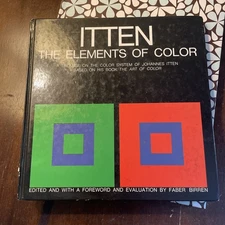 ITTEN
THE ELEMENTS OF COLOR
ON THE COLOR SYSTEM OF JOHANNES ITTEN
BASED ON HIS BOOK THE ART OF COLOR
EDITED AND WITH A FOREWORD AND EVALUATION BY FABER BIRREN